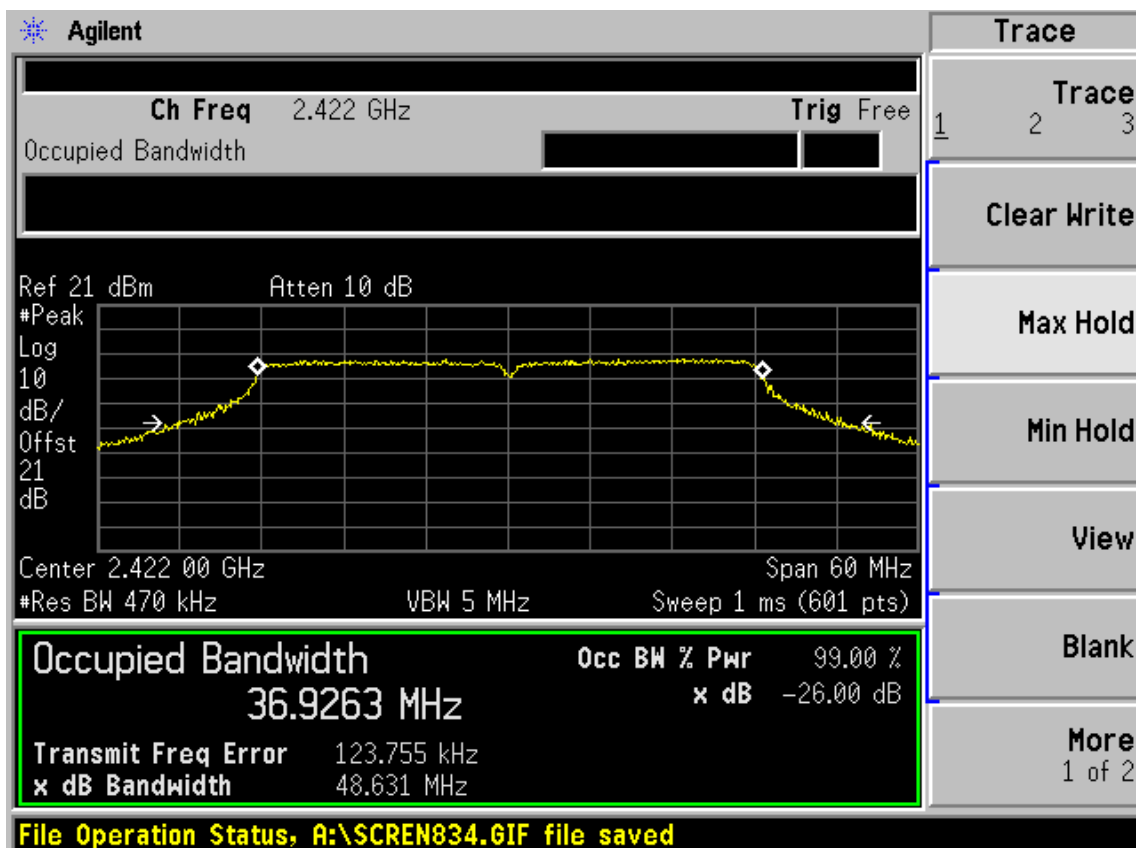 Agilent
Trace
Ch Freq 2.422 GHz Trig Free
Occupied Bandwidth
Trace
1 2 3
Clear Write
Max Hold
Min Hold
View
Blank
More
1 of 2
Ref 21 dBm Atten 10 dB
#Peak
Log
10
dB/
Offst
21
dB
Center 2.422 00 GHz Span 60 MHz
#Res BW 470 kHz VBW 5 MHz Sweep 1 ms (601 pts)
Occupied Bandwidth
36.9263 MHz
Occ BW % Pwr 99.00 %
x dB -26.00 dB
Transmit Freq Error 123.755 kHz
x dB Bandwidth 48.631 MHz
File Operation Status, A:\SCREN834.GIF file saved